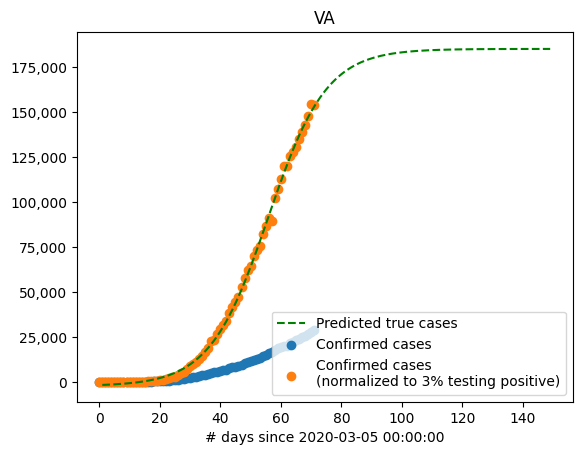 VA
175,000
150,000
125,000
100,000
75,000
50,000
25,000
0
Predicted true cases
Confirmed cases
Confirmed cases
(normalized to 3% testing positive)
0 20 40 60 80 100 120 140
# days since 2020-03-05 00:00:00